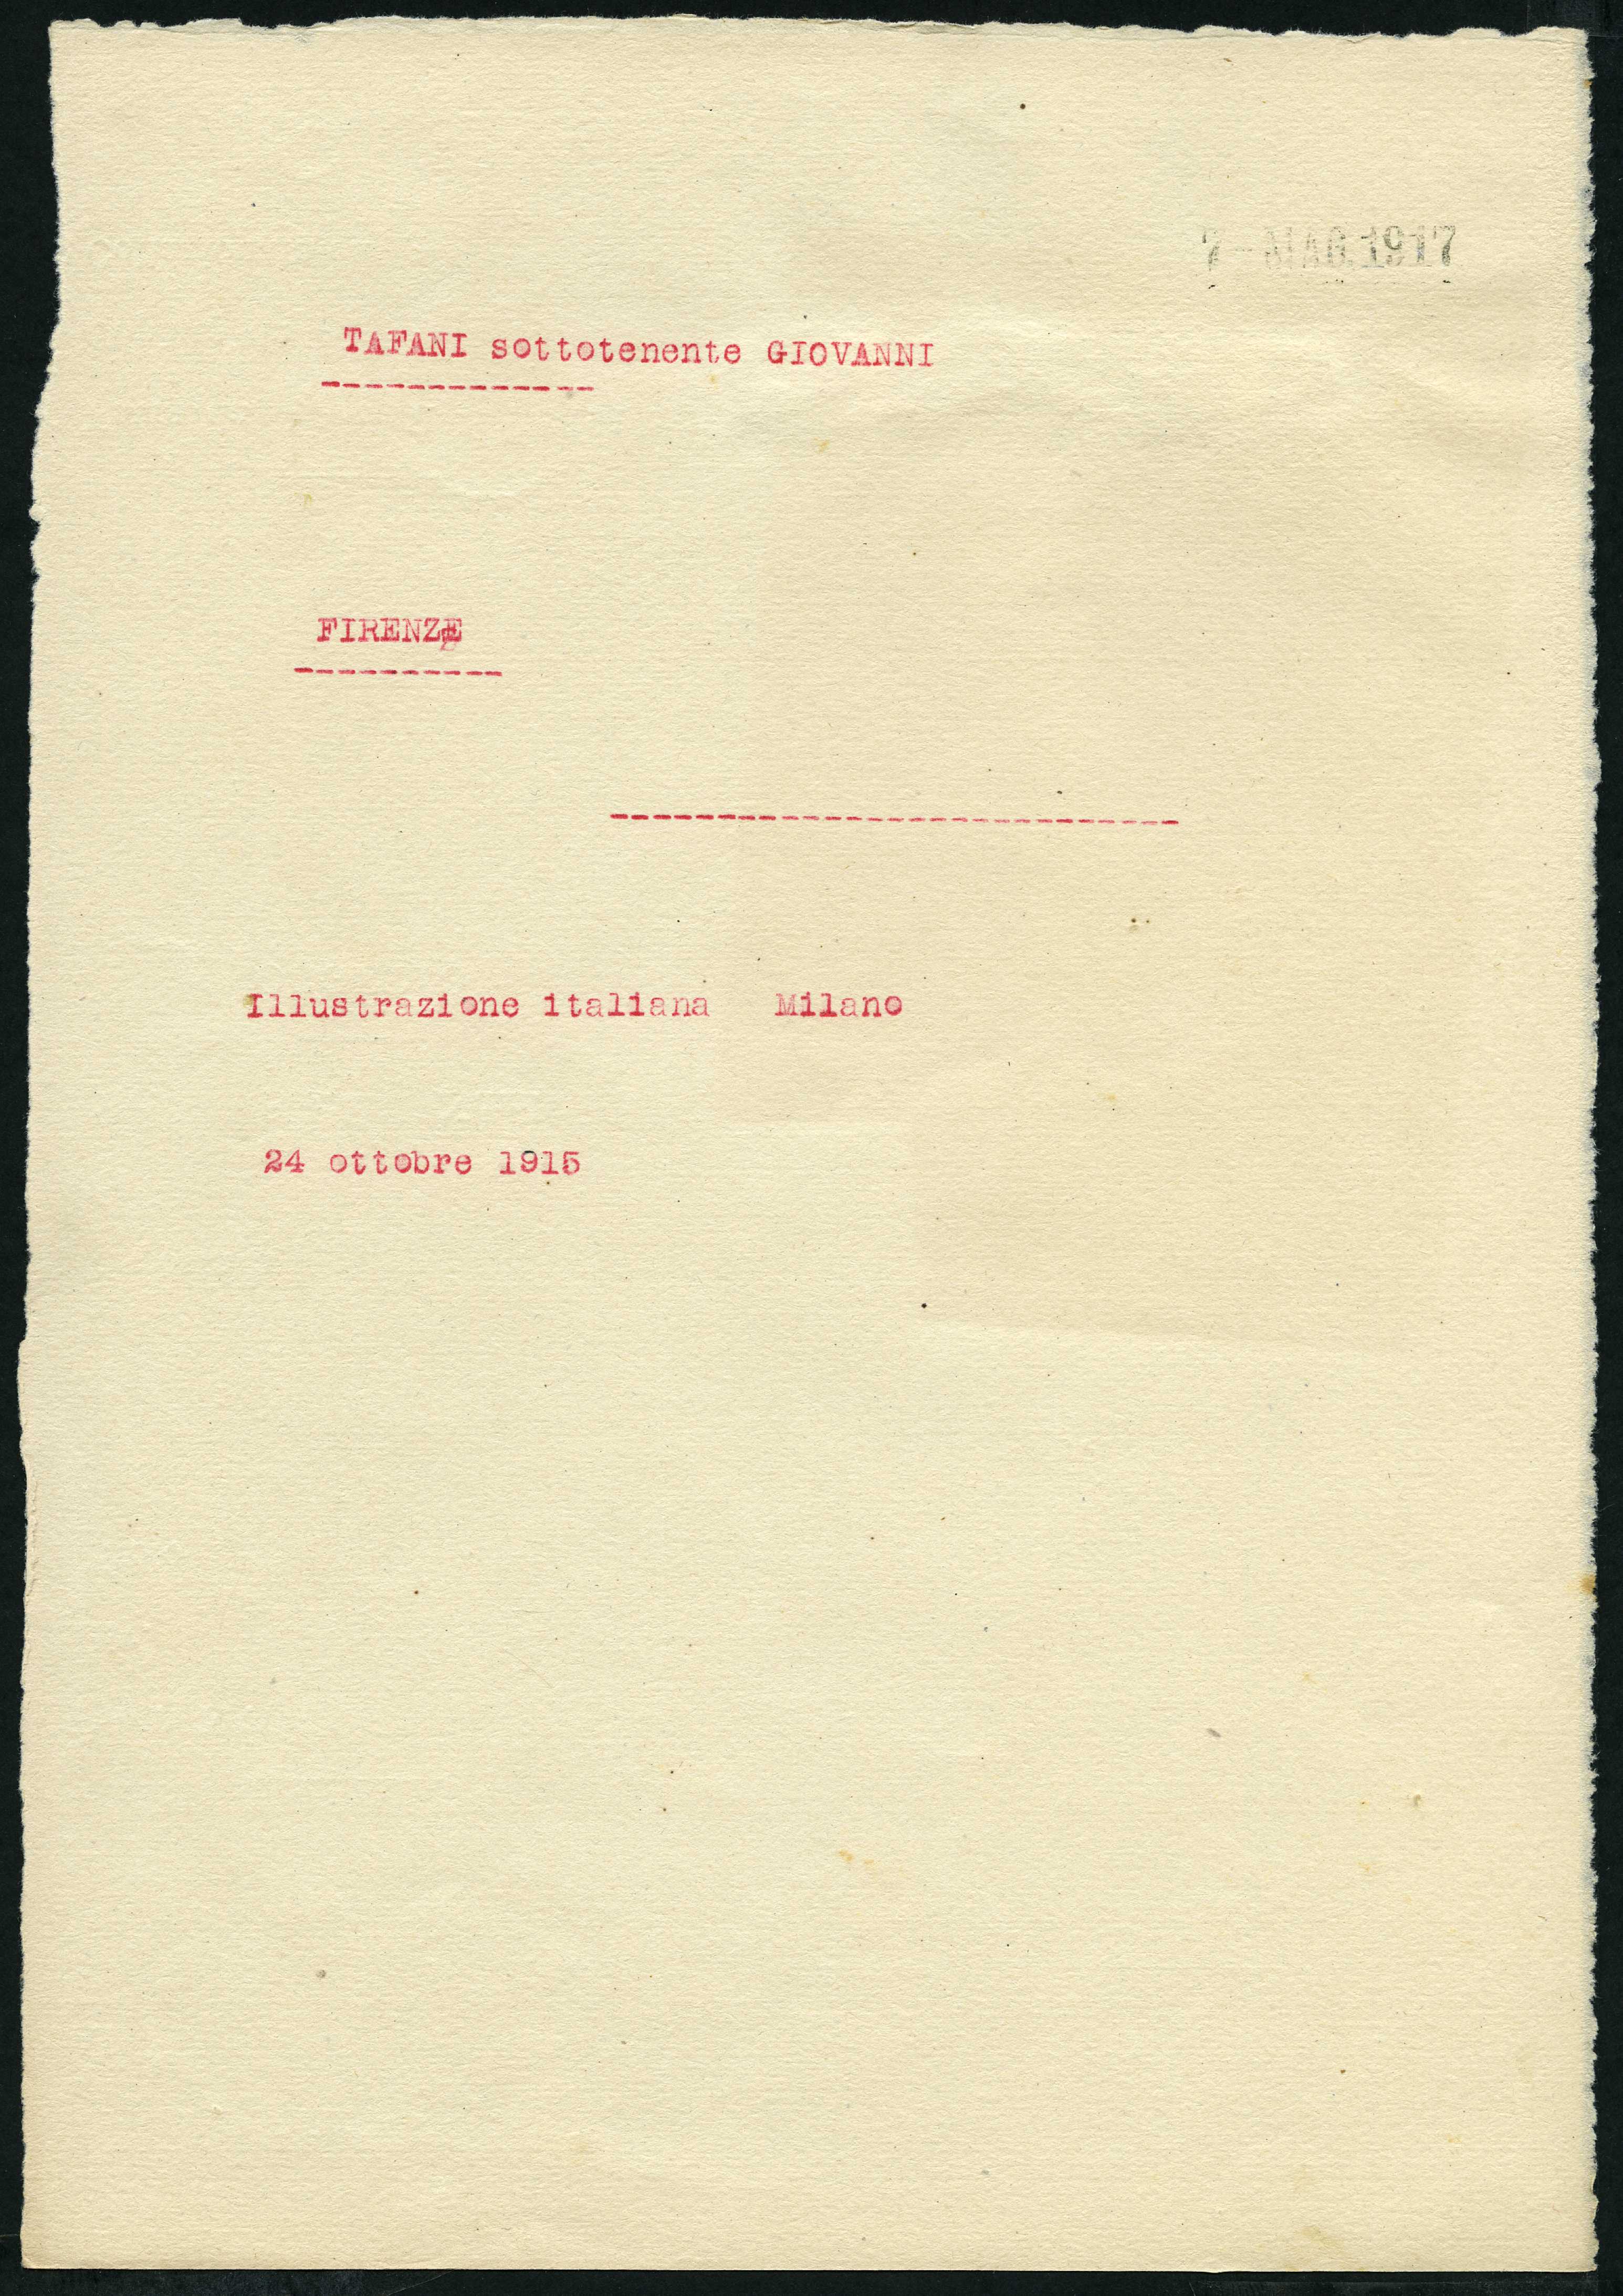 7 - MAG. 1917
TAFANI sottotenente GIOVANNI
--------------
FIRENZE
----------
---------------------------
Illustrazione italiana Milano
24 ottobre 1915